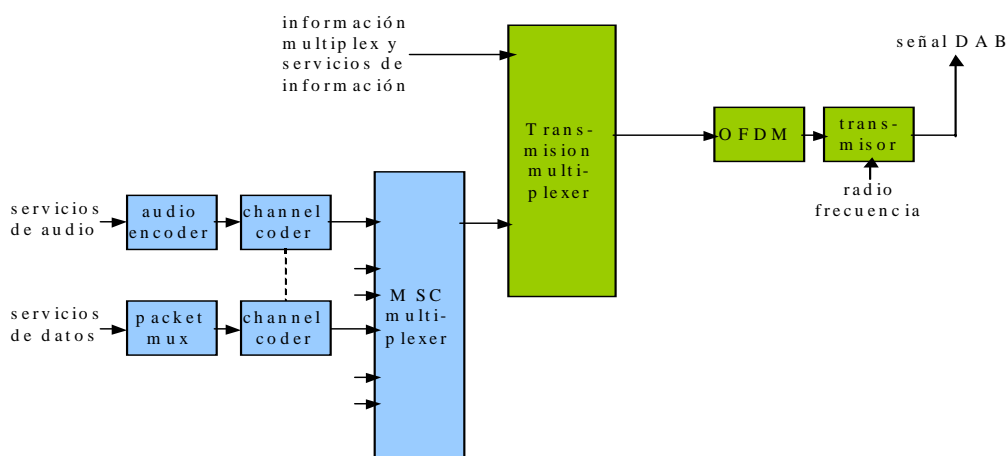 información
multiplex y
servicios de
información
señal DAB
Trans-
mision
multi-
plexer
OFDM
trans-
misor
radio
frecuencia
servicios
de audio
audio
encoder
channel
coder
MSC
multi-
plexer
servicios
de datos
packet
mux
channel
coder